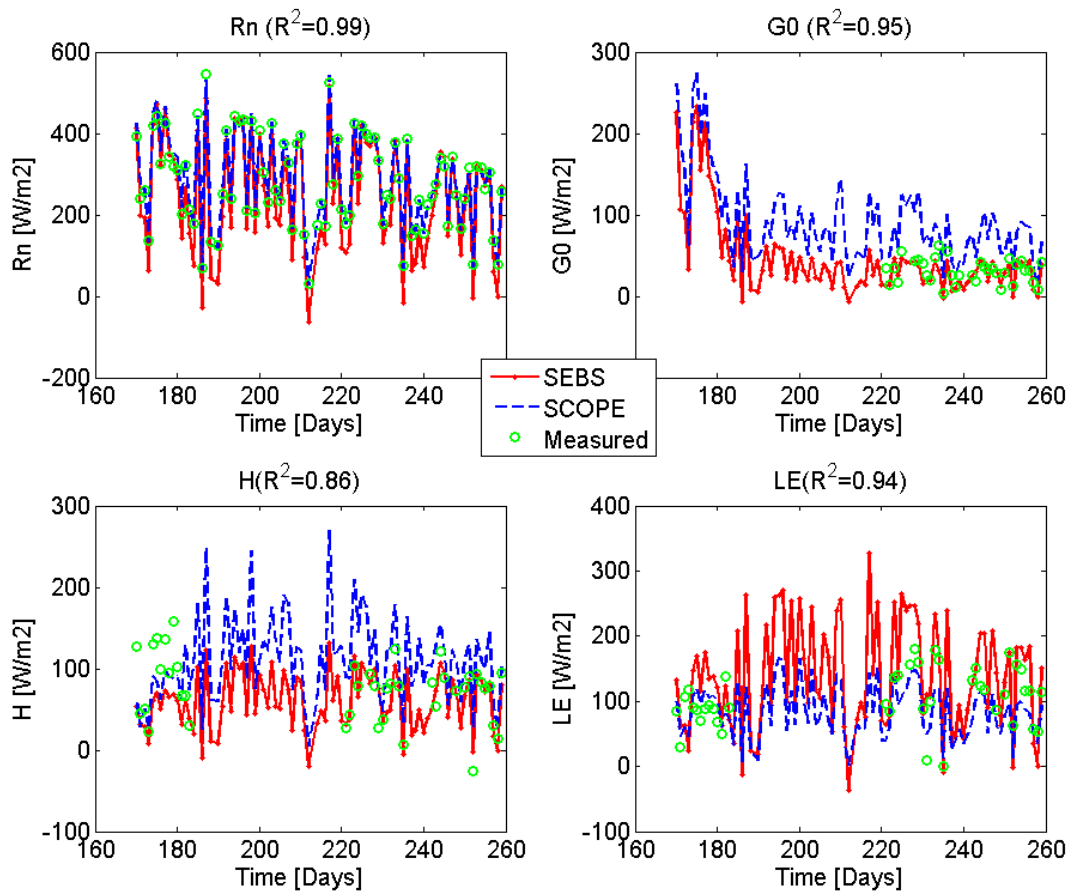 Rn (R²=0.99)
600
400
200
0
-200
Rn [W/m2]
160 180 200 220 240 260
Time [Days]
G0 (R²=0.95)
300
200
100
0
-100
G0 [W/m2]
160 180 200 220 240 260
Time [Days]
SEBS
SCOPE
Measured
H(R²=0.86)
300
200
100
0
-100
H [W/m2]
160 180 200 220 240 260
Time [Days]
LE(R²=0.94)
400
300
200
100
0
-100
LE [W/m2]
160 180 200 220 240 260
Time [Days]